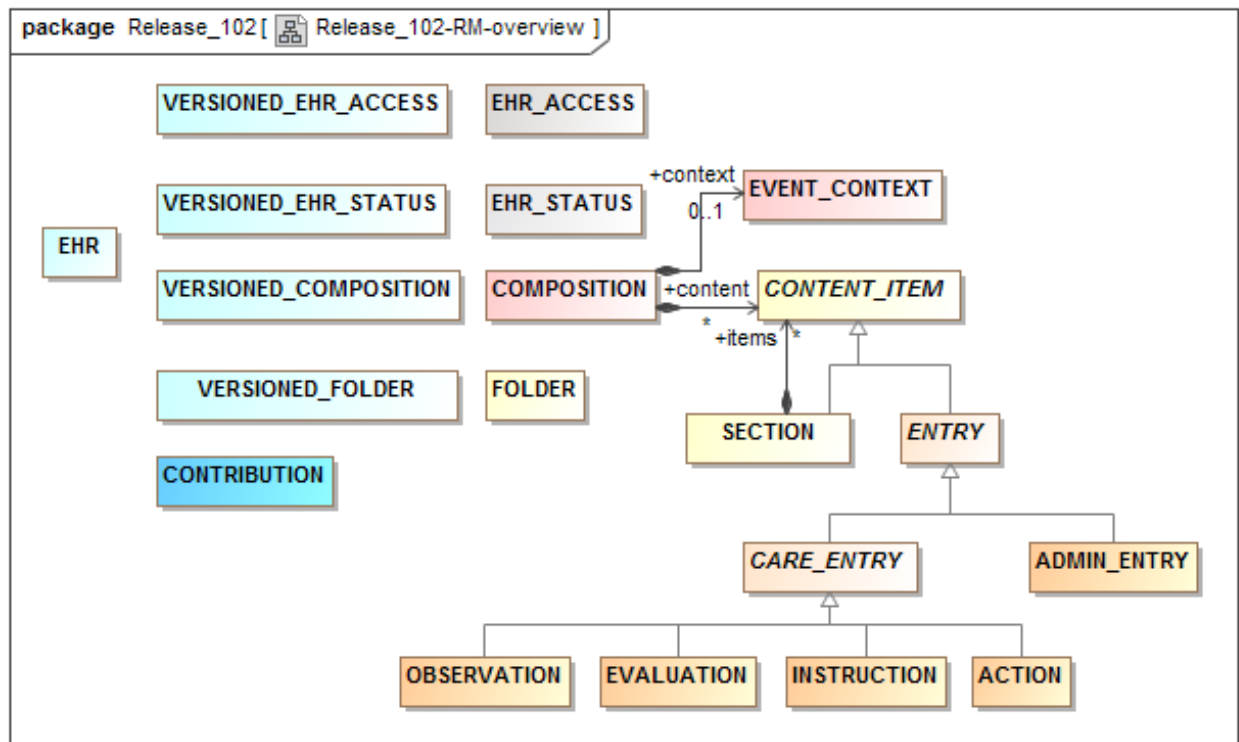 package Release_102[ Release_102-RM-overview ]
VERSIONED_EHR_ACCESS
EHR_ACCESS
+context
EVENT_CONTEXT
VERSIONED_EHR_STATUS
EHR_STATUS
0..1
EHR
VERSIONED_COMPOSITION
COMPOSITION
+content
CONTENT_ITEM
*
+items
*
VERSIONED_FOLDER
FOLDER
SECTION
ENTRY
CONTRIBUTION
CARE_ENTRY
ADMIN_ENTRY
OBSERVATION
EVALUATION
INSTRUCTION
ACTION